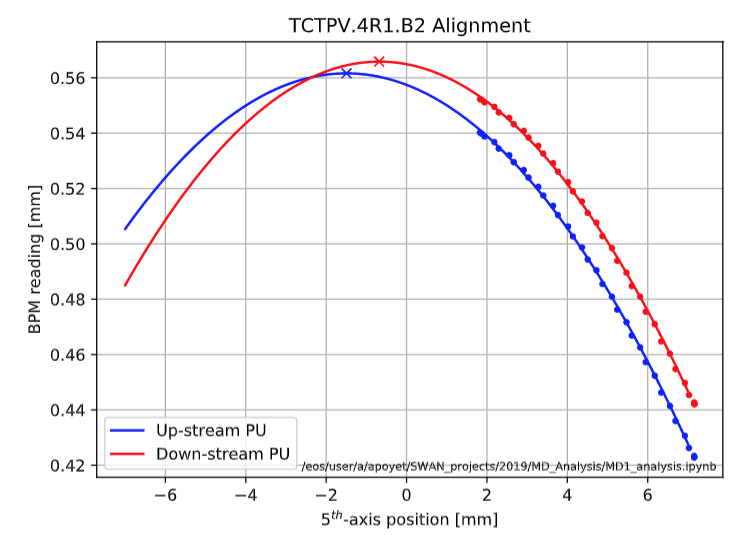 TCTPV.4R1.B2 Alignment
BPM reading [mm]
0.56
0.54
0.52
0.50
0.48
0.46
0.44
0.42
Up-stream PU
Down-stream PU
/eos/user/a/apoyet/SWAN_projects/2019/MD_Analysis/MD1_analysis.ipynb
−6 −4 −2 0 2 4 6
5th-axis position [mm]